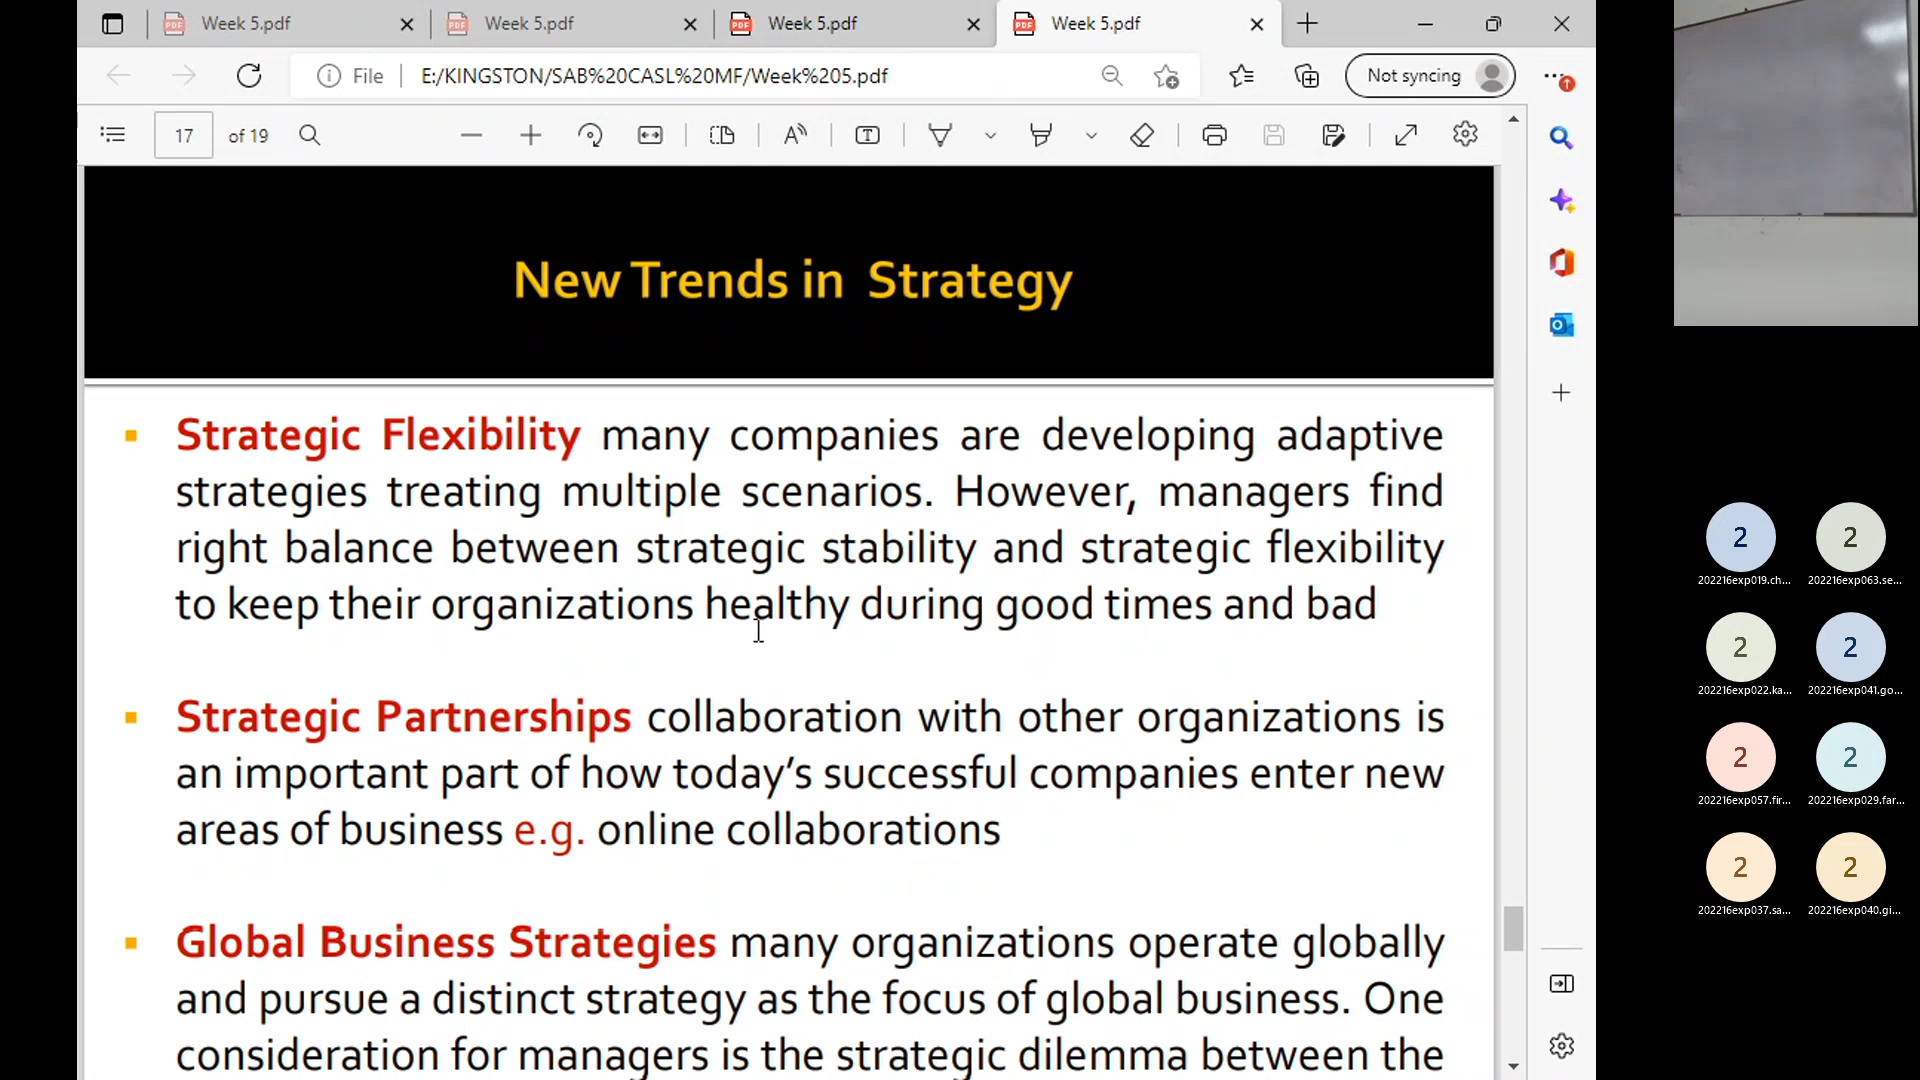 Week 5.pdf
Week 5.pdf
Week 5.pdf
Week 5.pdf
File
E:/KINGSTON/SAB%20CASL%20MF/Week%205.pdf
Not syncing
17 of 19
New Trends in Strategy
Strategic Flexibility many companies are developing adaptive
strategies treating multiple scenarios. However, managers find
right balance between strategic stability and strategic flexibility
to keep their organizations healthy during good times and bad
Strategic Partnerships collaboration with other organizations is
an important part of how today's successful companies enter new
areas of business e.g. online collaborations
Global Business Strategies many organizations operate globally
and pursue a distinct strategy as the focus of global business. One
consideration for managers is the strategic dilemma between the
2 2
202216exp019.ch... 202216exp063.se...
2 2
202216exp022.ka... 202216exp041.go...
2 2
202216exp057.fir... 202216exp029.far...
2 2
202216exp037.sa... 202216exp040.gi...